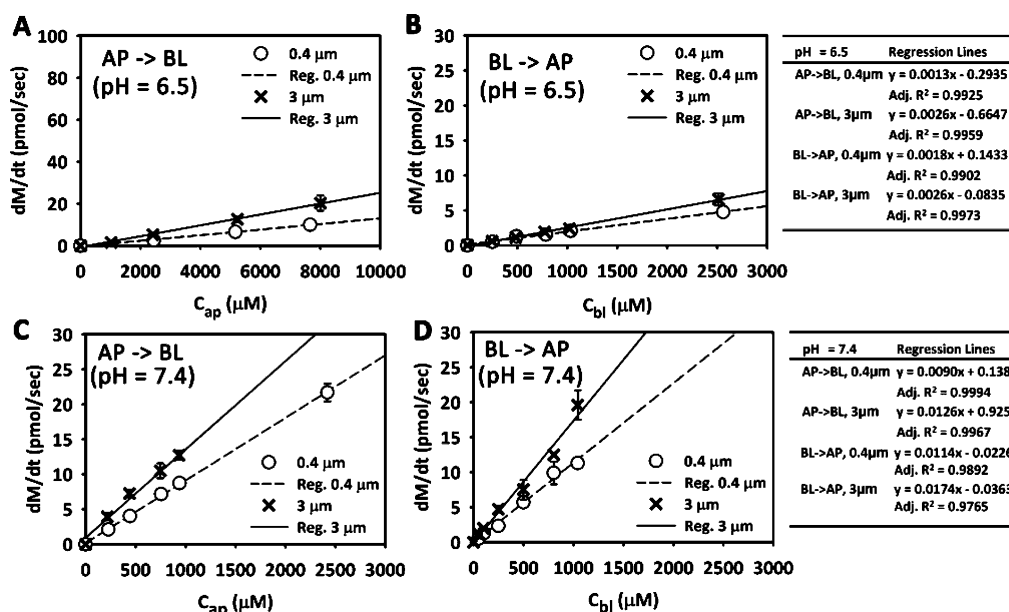 A
AP -> BL
(pH = 6.5)
0.4 μm
Reg. 0.4 μm
3 μm
Reg. 3 μm
dM/dt (pmol/sec)
100
80
60
40
20
0
0 2000 4000 6000 8000 10000
Cap (μM)
B
BL -> AP
(pH = 6.5)
0.4 μm
Reg. 0.4 μm
3 μm
Reg. 3 μm
dM/dt (pmol/sec)
30
25
20
15
10
5
0
0 500 1000 1500 2000 2500 3000
Cbl (μM)
pH = 6.5 Regression Lines
AP->BL, 0.4μm y = 0.0013x - 0.2935
Adj. R² = 0.9925
AP->BL, 3μm y = 0.0026x - 0.6647
Adj. R² = 0.9959
BL->AP, 0.4μm y = 0.0018x + 0.1433
Adj. R² = 0.9902
BL->AP, 3μm y = 0.0026x - 0.0835
Adj. R² = 0.9973
C
AP -> BL
(pH = 7.4)
0.4 μm
Reg. 0.4 μm
3 μm
Reg. 3 μm
dM/dt (pmol/sec)
30
25
20
15
10
5
0
0 500 1000 1500 2000 2500 3000
Cap (μM)
D
BL -> AP
(pH = 7.4)
0.4 μm
Reg. 0.4 μm
3 μm
Reg. 3 μm
dM/dt (pmol/sec)
30
25
20
15
10
5
0
0 500 1000 1500 2000 2500 3000
Cbl (μM)
pH = 7.4 Regression Lines
AP->BL, 0.4μm y = 0.0090x + 0.138
Adj. R² = 0.9994
AP->BL, 3μm y = 0.0126x + 0.925
Adj. R² = 0.9967
BL->AP, 0.4μm y = 0.0114x - 0.0226
Adj. R² = 0.9892
BL->AP, 3μm y = 0.0174x - 0.0363
Adj. R² = 0.9765